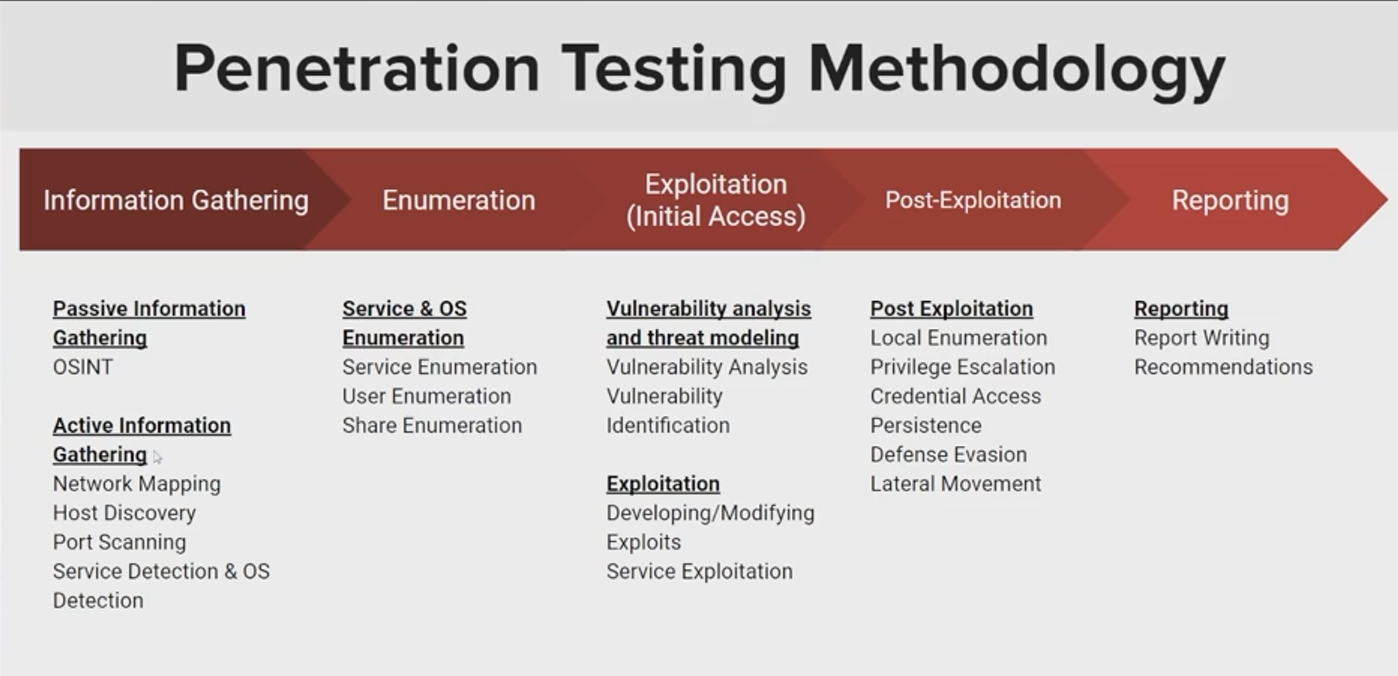 Penetration Testing Methodology
Information Gathering
Enumeration
Exploitation
(Initial Access)
Post-Exploitation
Reporting
Passive Information
Gathering
OSINT
Active Information
Gathering
Network Mapping
Host Discovery
Port Scanning
Service Detection & OS
Detection
Service & OS
Enumeration
Service Enumeration
User Enumeration
Share Enumeration
Vulnerability analysis
and threat modeling
Vulnerability Analysis
Vulnerability
Identification
Exploitation
Developing/Modifying
Exploits
Service Exploitation
Post Exploitation
Local Enumeration
Privilege Escalation
Credential Access
Persistence
Defense Evasion
Lateral Movement
Reporting
Report Writing
Recommendations